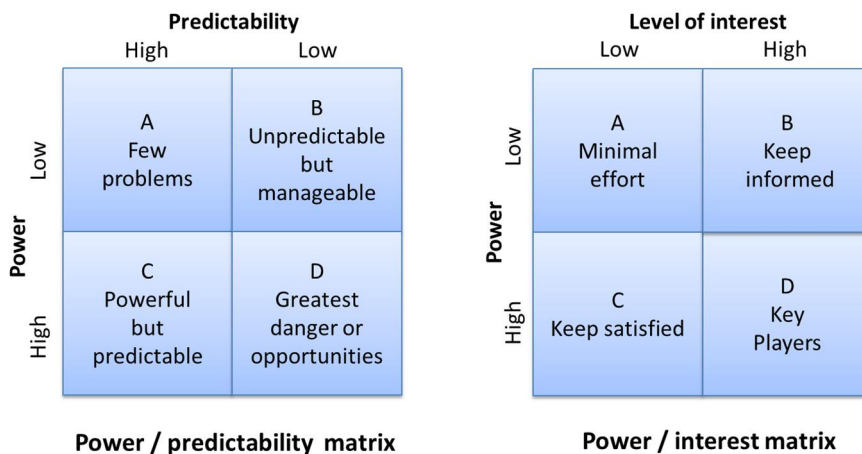 Predictability
High Low
Power
Low
High
A
Few
problems
B
Unpredictable
but
manageable
C
Powerful
but
predictable
D
Greatest
danger or
opportunities
Power / predictability matrix
Level of interest
Low High
Power
Low
High
A
Minimal
effort
B
Keep
informed
C
Keep satisfied
D
Key
Players
Power / interest matrix